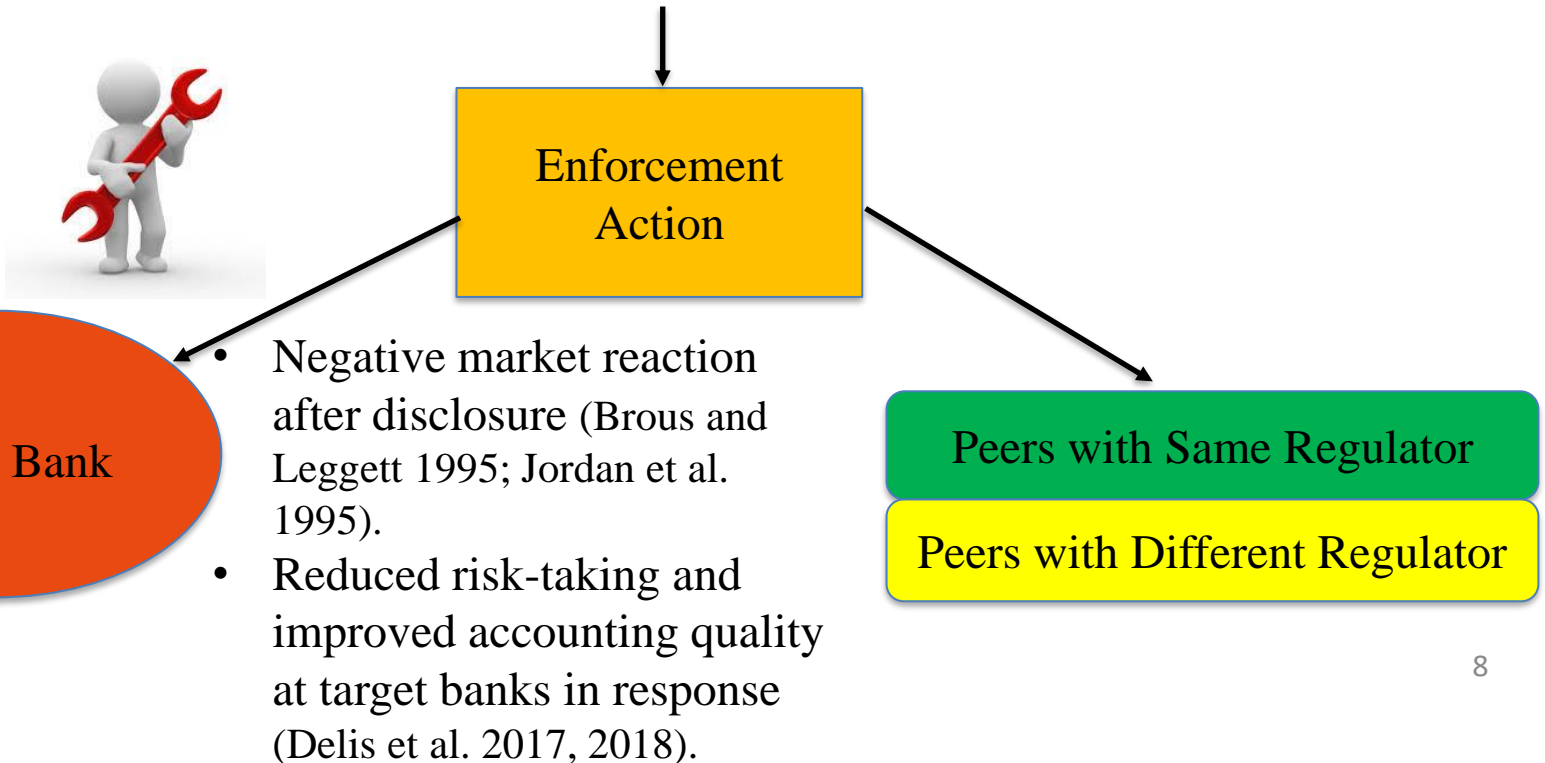 Enforcement
Action
Bank
• Negative market reaction
after disclosure (Brous and
Leggett 1995; Jordan et al.
1995).
• Reduced risk-taking and
improved accounting quality
at target banks in response
(Delis et al. 2017, 2018).
Peers with Same Regulator
Peers with Different Regulator
8